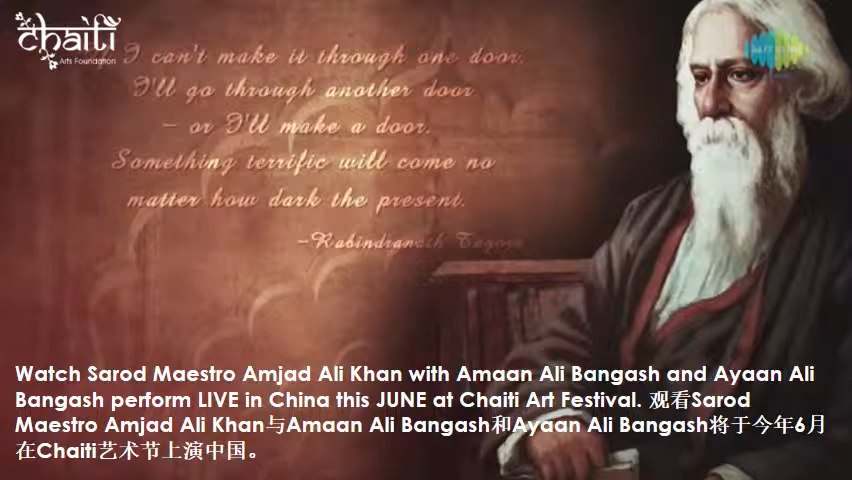 chaiti
Arts Foundation
I can't make it through one door.
I'll go through another door
– or I'll make a door.
Something terrific will come no
matter how dark the present.
–Rabindranath Tagore
Watch Sarod Maestro Amjad Ali Khan with Amaan Ali Bangash and Ayaan Ali
Bangash perform LIVE in China this JUNE at Chaiti Art Festival. 观看Sarod
Maestro Amjad Ali Khan与Amaan Ali Bangash和Ayaan Ali Bangash将于今年6月
在Chaiti艺术节上演中国。